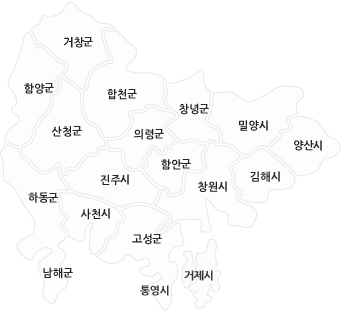 거창군
함양군
합천군
창녕군
밀양시
산청군
의령군
양산시
함안군
진주시
김해시
창원시
하동군
사천시
고성군
남해군
거제시
통영시